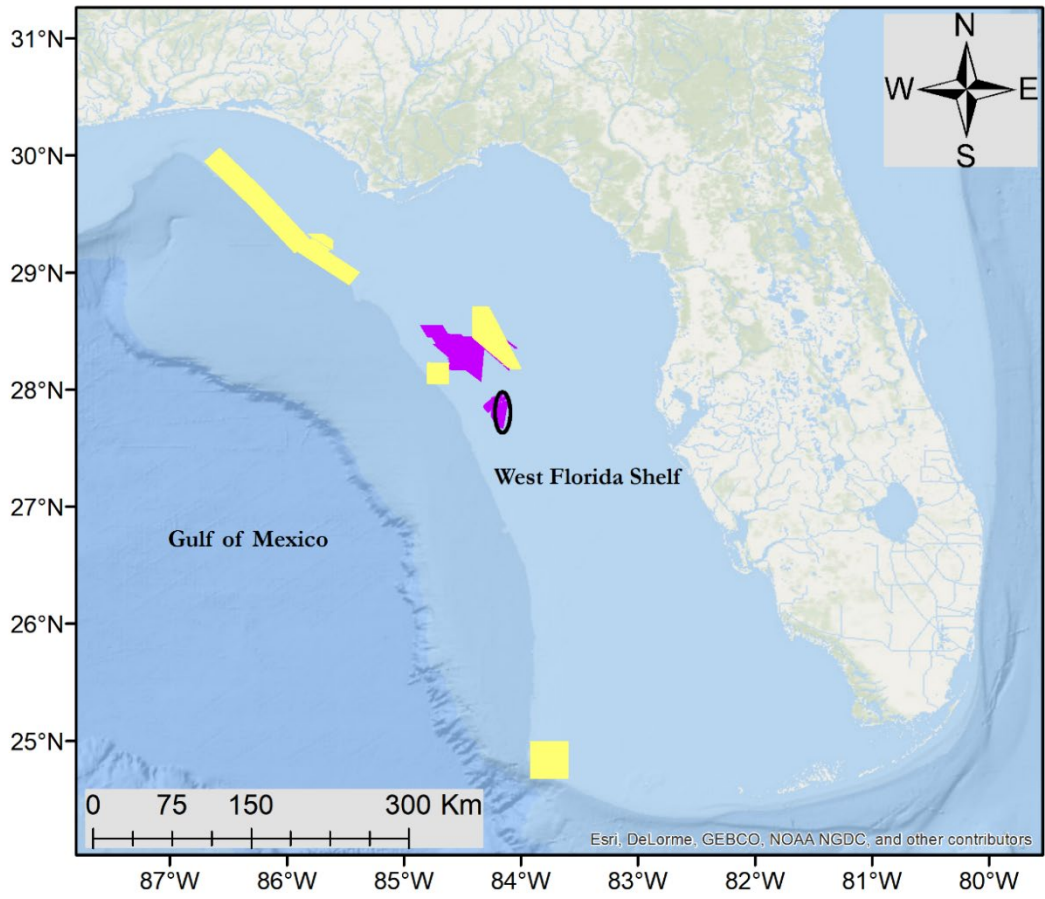 31°N
30°N
29°N
28°N
27°N
26°N
25°N
N
W E
S
West Florida Shelf
Gulf of Mexico
0 75 150 300 Km
Esri, DeLorme, GEBCO, NOAA NGDC, and other contributors
87°W 86°W 85°W 84°W 83°W 82°W 81°W 80°W